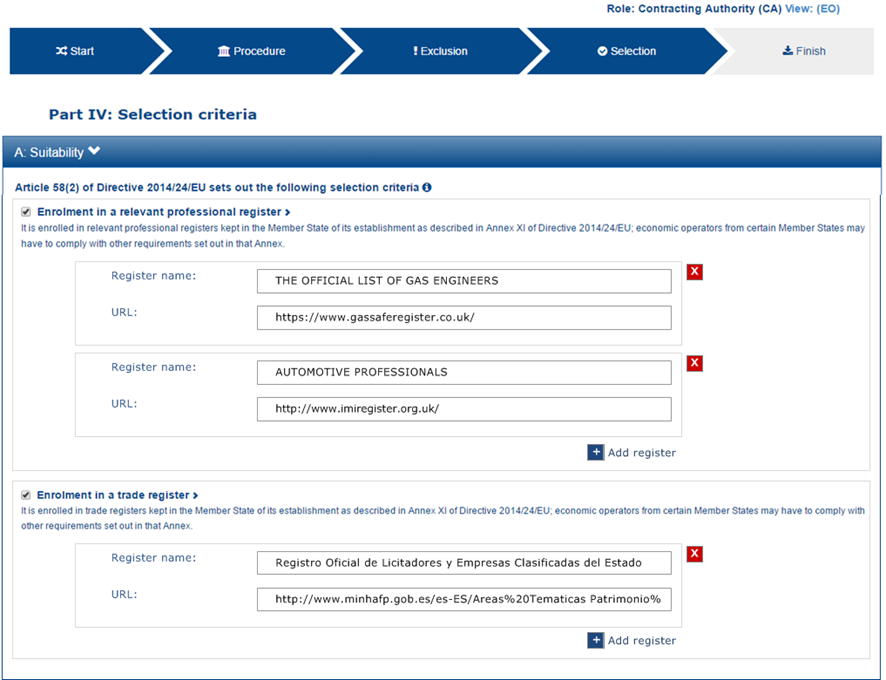 Role: Contracting Authority (CA) View: (EO)
Start
Procedure
Exclusion
Selection
Finish
Part IV: Selection criteria
A: Suitability
Article 58(2) of Directive 2014/24/EU sets out the following selection criteria
Enrolment in a relevant professional register
It is enrolled in relevant professional registers kept in the Member State of its establishment as described in Annex XI of Directive 2014/24/EU; economic operators from certain Member States may
have to comply with other requirements set out in that Annex.
Register name:
THE OFFICIAL LIST OF GAS ENGINEERS
X
URL:
https://www.gassaferegister.co.uk/
Register name:
AUTOMOTIVE PROFESSIONALS
X
URL:
http://www.imiregister.org.uk/
+ Add register
Enrolment in a trade register
It is enrolled in trade registers kept in the Member State of its establishment as described in Annex XI of Directive 2014/24/EU; economic operators from certain Member States may have to comply with
other requirements set out in that Annex.
Register name:
Registro Oficial de Licitadores y Empresas Clasificadas del Estado
X
URL:
http://www.minhafp.gob.es/es-ES/Areas%20Tematicas Patrimonio%
+ Add register